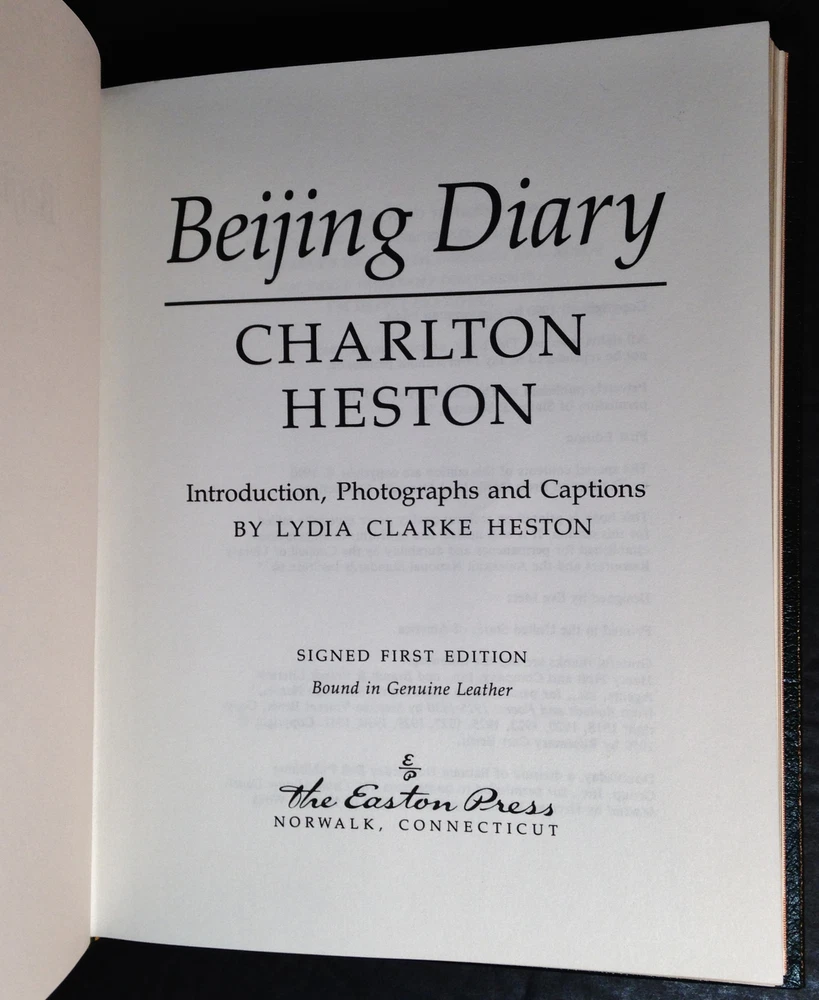 Beijing Diary
CHARLTON
HESTON
Introduction, Photographs and Captions
BY LYDIA CLARKE HESTON
SIGNED FIRST EDITION
Bound in Genuine Leather
E
P
The Easton Press
NORWALK, CONNECTICUT